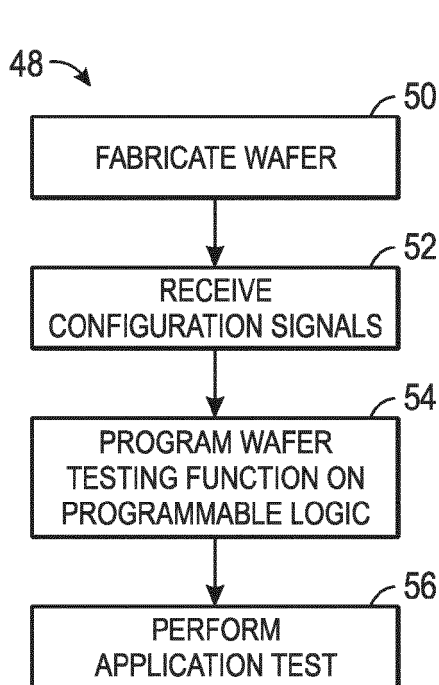 48
50
FABRICATE WAFER
52
RECEIVE
CONFIGURATION SIGNALS
54
PROGRAM WAFER
TESTING FUNCTION ON
PROGRAMMABLE LOGIC
56
PERFORM
APPLICATION TEST